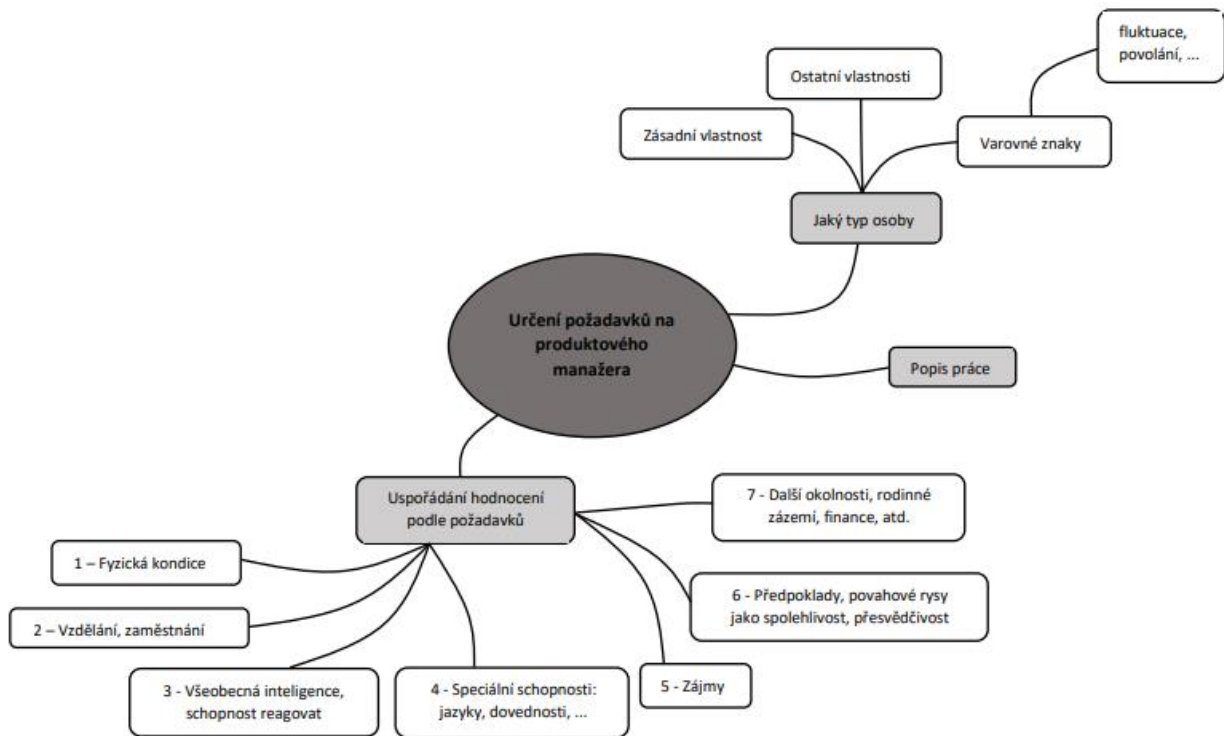 fluktuace,
povolání, ...
Ostatní vlastnosti
Zásadní vlastnost
Varovné znaky
Jaký typ osoby
Určení požadavků na
produktového
manažera
Popis práce
Uspořádání hodnocení
podle požadavků
7 - Další okolnosti, rodinné
zázemí, finance, atd.
1 – Fyzická kondice
6 - Předpoklady, povahové rysy
jako spolehlivost, přesvědčivost
2 – Vzdělání, zaměstnání
3 - Všeobecná inteligence,
schopnost reagovat
4 - Speciální schopnosti:
jazyky, dovednosti, ...
5 - Zájmy